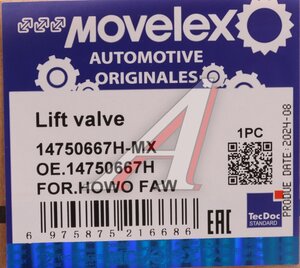 MOVELEX
AUTOMOTIVE
ORIGINALES
Lift valve
14750667H-MX
OE.14750667H
FOR.HOWO FAW
1PC
PRODUE DATE: 2024-08
6 975875 216686
EAC
TecDoc
STANDARD